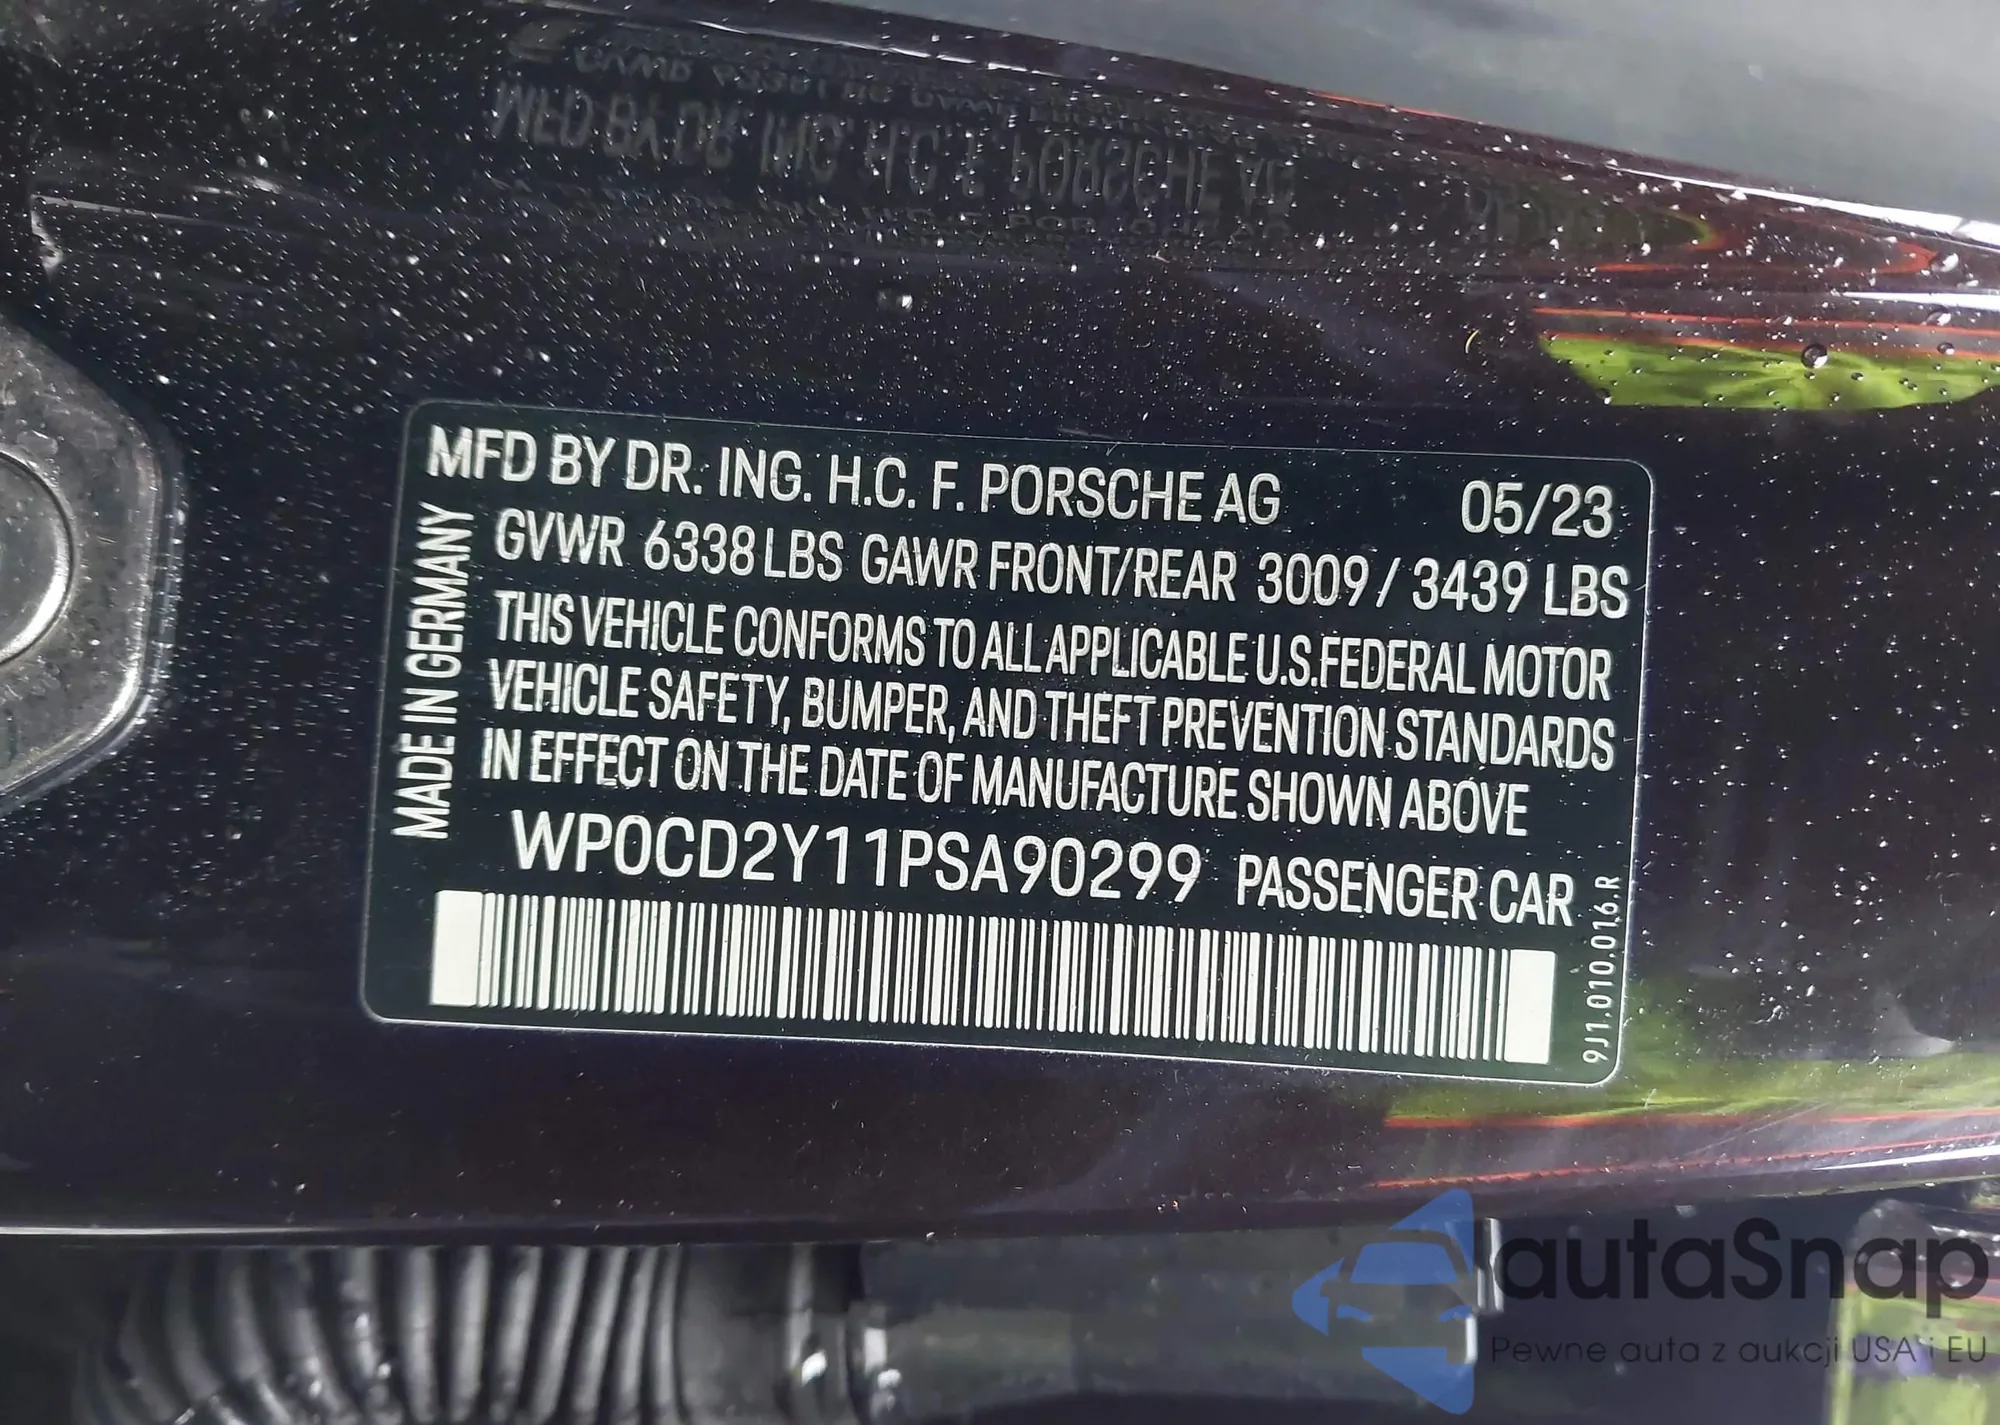 MFD BY DR. ING. H.C. F. PORSCHE AG 05/23
MADE IN GERMANY
GVWR 6338 LBS GAWR FRONT/REAR 3009 / 3439 LBS
THIS VEHICLE CONFORMS TO ALL APPLICABLE U.S.FEDERAL MOTOR
VEHICLE SAFETY, BUMPER, AND THEFT PREVENTION STANDARDS
IN EFFECT ON THE DATE OF MANUFACTURE SHOWN ABOVE
WP0CD2Y11PSA90299 PASSENGER CAR
9J1.010.016.R
autaSnap
Pewne auta z aukcji USA i EU